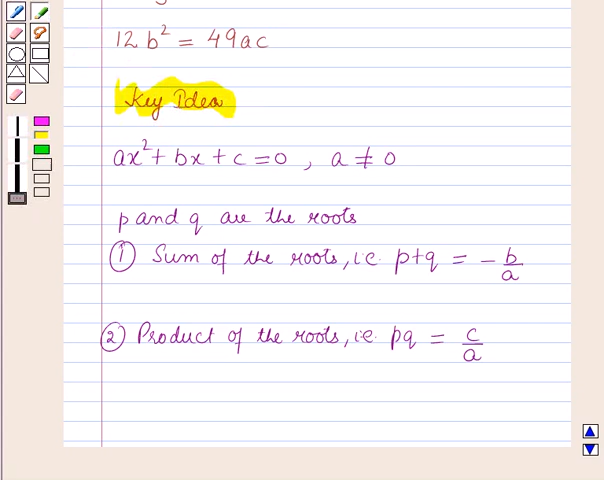 12 b² = 49ac
Key Idea
ax² + bx + c = 0 , a ≠ 0
p and q are the roots
① Sum of the roots, i.e. p+q = - b/a
② Product of the roots, i.e. pq = c/a